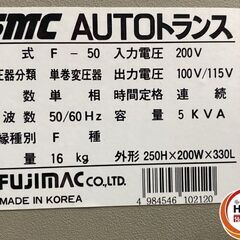 SMC AUTOトランス
式 F-50 入力電圧 200V
圧器分類 単巻変圧器 出力電圧 100V/115V
数 単相 時間定格 連続
波数 50/60Hz 容 5KVA
縁種別 F種
量 16kg 外形 250H×200W×330L
FUJIMAC CO.,LTD.
MADE IN KOREA
4 984546 102120